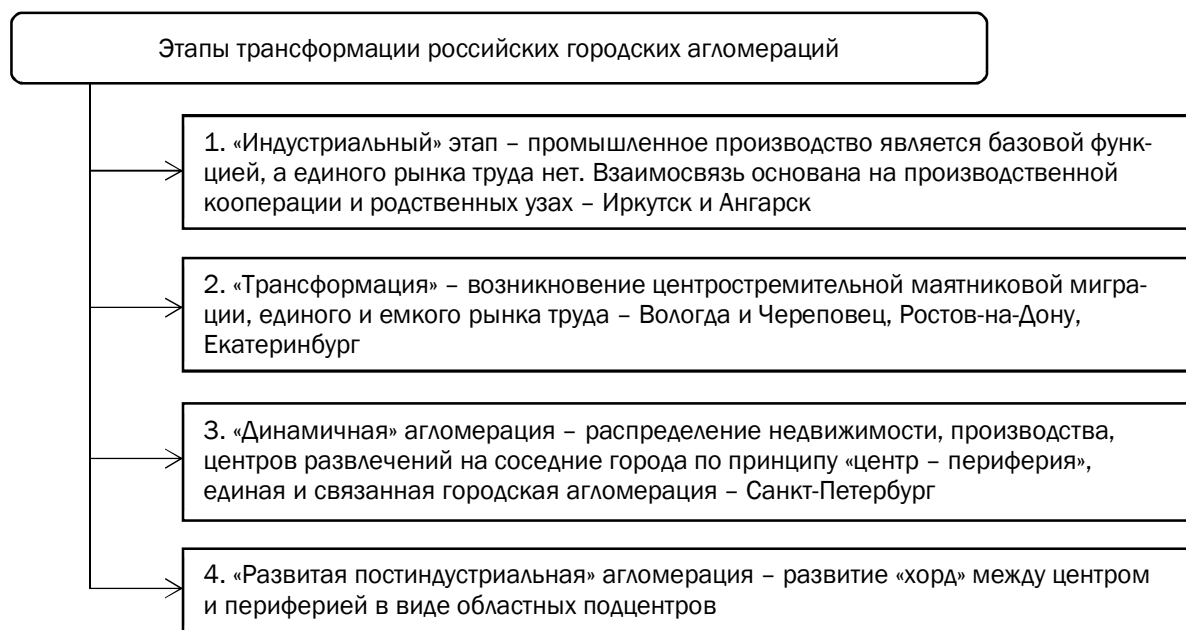 Этапы трансформации российских городских агломераций
1. «Индустриальный» этап – промышленное производство является базовой функ-
цией, а единого рынка труда нет. Взаимосвязь основана на производственной
кооперации и родственных узах – Иркутск и Ангарск
2. «Трансформация» – возникновение центростремительной маятниковой мигра-
ции, единого и емкого рынка труда – Вологда и Череповец, Ростов-на-Дону,
Екатеринбург
3. «Динамичная» агломерация – распределение недвижимости, производства,
центров развлечений на соседние города по принципу «центр – периферия»,
единая и связанная городская агломерация – Санкт-Петербург
4. «Развитая постиндустриальная» агломерация – развитие «хорд» между центром
и периферией в виде областных подцентров